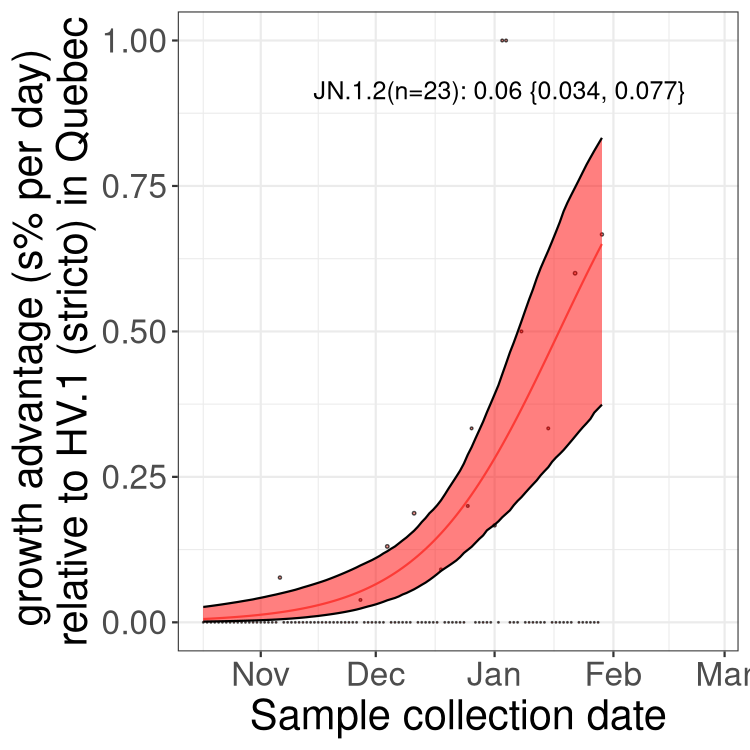 growth advantage (s% per day)
relative to HV.1 (stricto) in Quebec
1.00
0.75
0.50
0.25
0.00
JN.1.2(n=23): 0.06 {0.034, 0.077}
Nov Dec Jan Feb Mar
Sample collection date